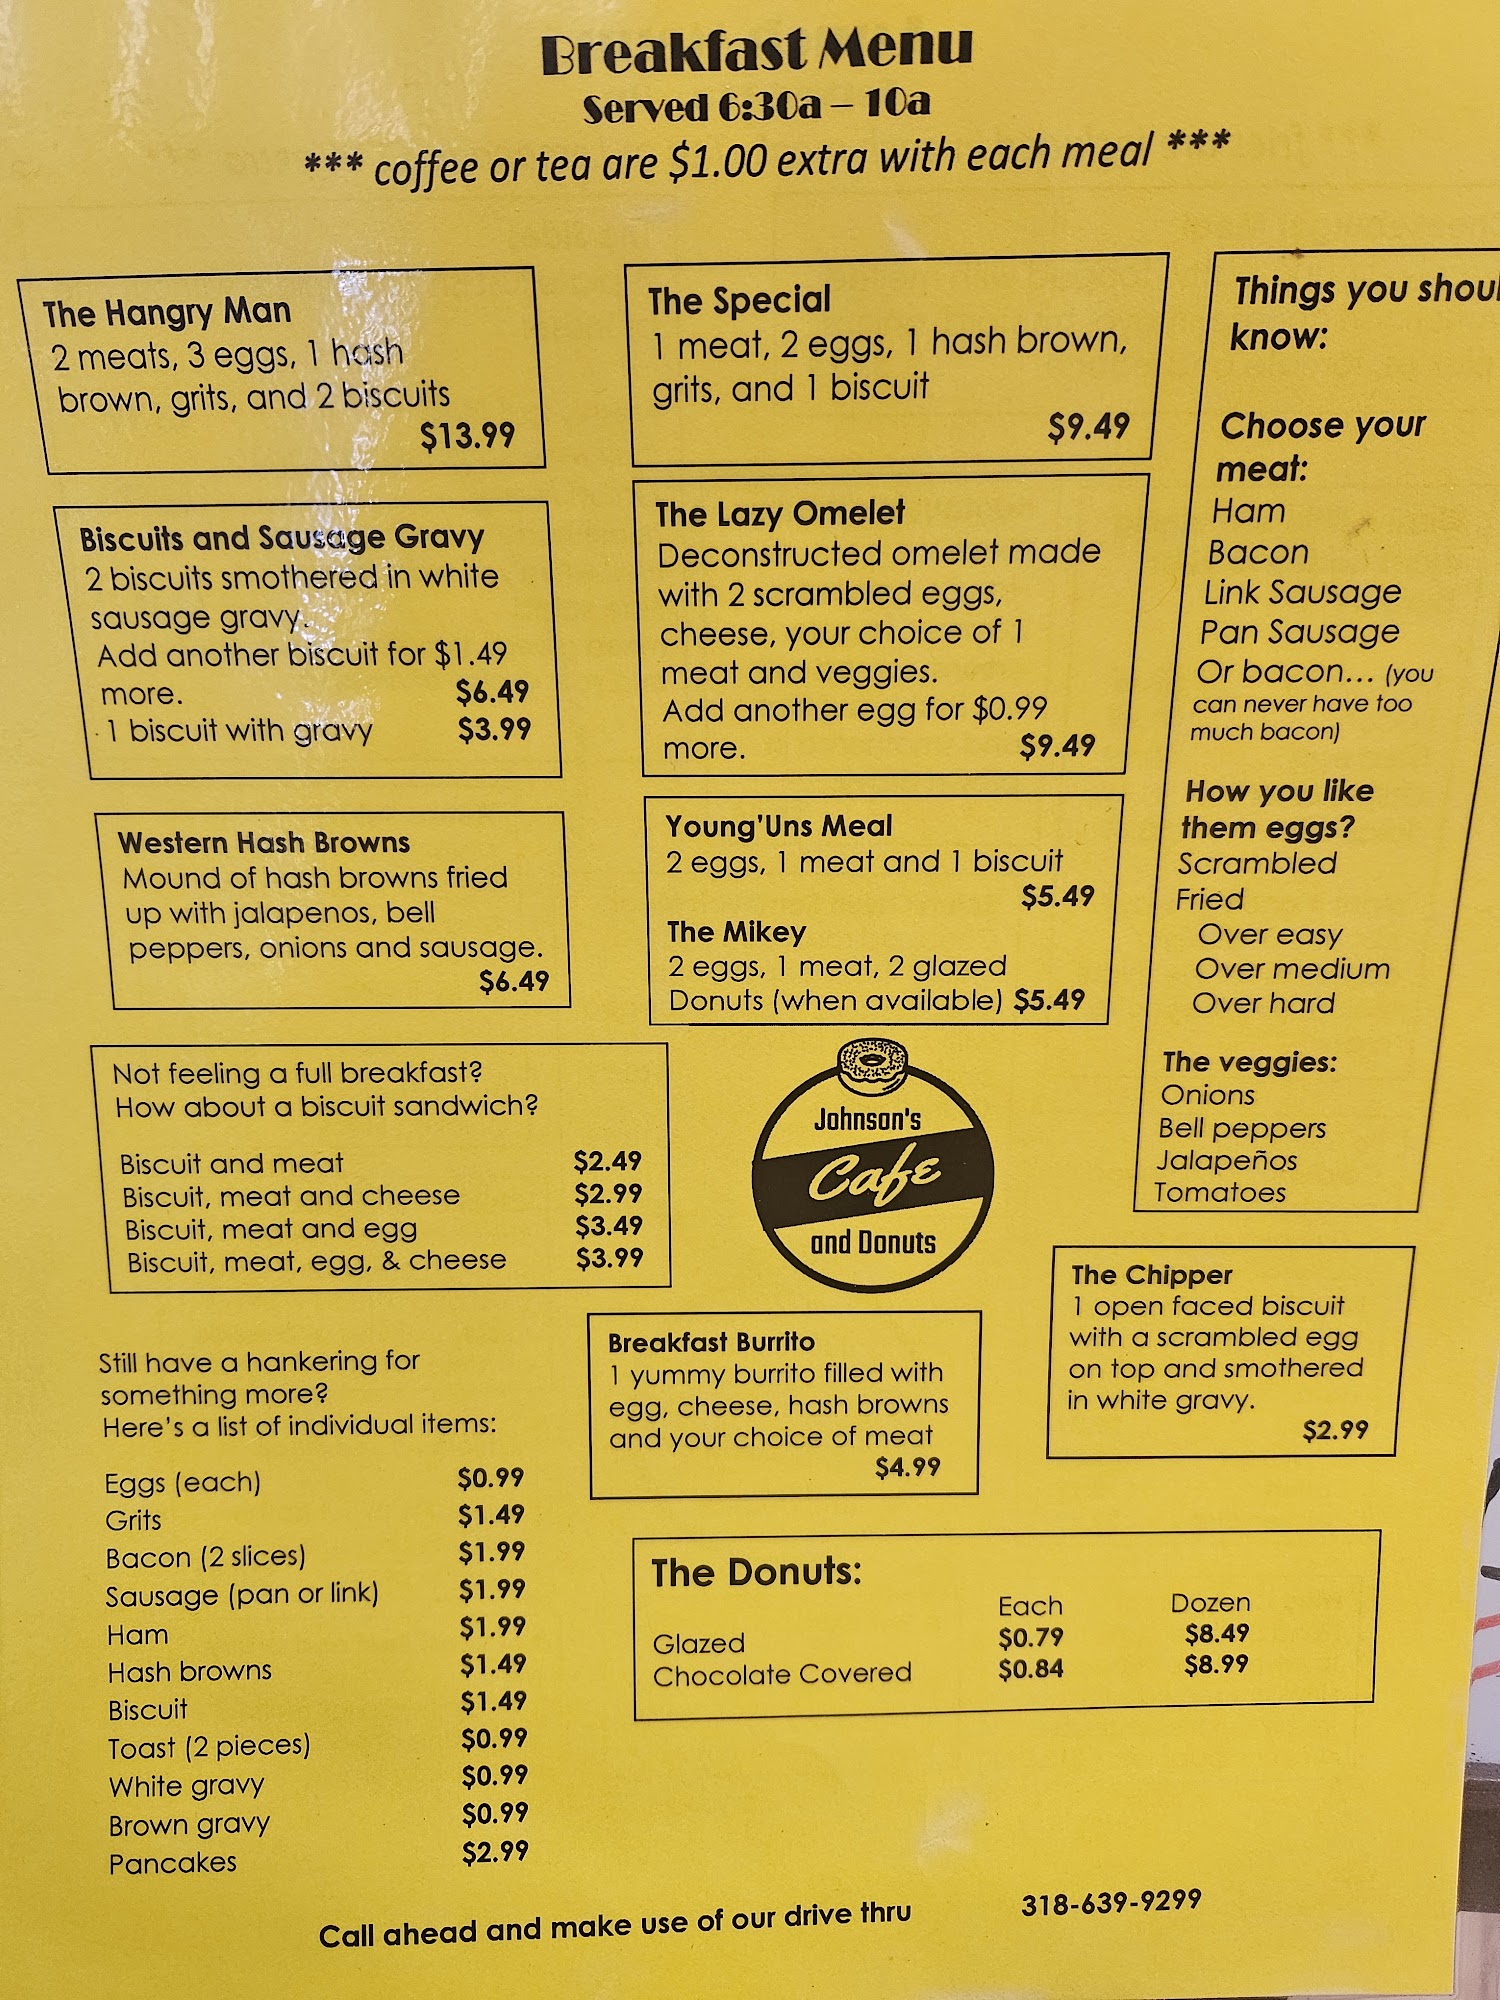 Breakfast Menu
Served 6:30a – 10a
*** coffee or tea are $1.00 extra with each meal ***
The Hangry Man
2 meats, 3 eggs, 1 hash
brown, grits, and 2 biscuits
$13.99
Biscuits and Sausage Gravy
2 biscuits smothered in white
sausage gravy.
Add another biscuit for $1.49
more. $6.49
1 biscuit with gravy $3.99
Western Hash Browns
Mound of hash browns fried
up with jalapenos, bell
peppers, onions and sausage.
$6.49
The Special
1 meat, 2 eggs, 1 hash brown,
grits, and 1 biscuit
$9.49
The Lazy Omelet
Deconstructed omelet made
with 2 scrambled eggs,
cheese, your choice of 1
meat and veggies.
Add another egg for $0.99
more. $9.49
Young'Uns Meal
2 eggs, 1 meat and 1 biscuit
$5.49
The Mikey
2 eggs, 1 meat, 2 glazed
Donuts (when available) $5.49
Things you shoul
know:
Choose your
meat:
Ham
Bacon
Link Sausage
Pan Sausage
Or bacon... (you
can never have too
much bacon)
How you like
them eggs?
Scrambled
Fried
Over easy
Over medium
Over hard
The veggies:
Onions
Bell peppers
Jalapeños
Tomatoes
Not feeling a full breakfast?
How about a biscuit sandwich?
Biscuit and meat $2.49
Biscuit, meat and cheese $2.99
Biscuit, meat and egg $3.49
Biscuit, meat, egg, & cheese $3.99
Johnson's
Cafe
and Donuts
The Chipper
1 open faced biscuit
with a scrambled egg
on top and smothered
in white gravy.
$2.99
Breakfast Burrito
1 yummy burrito filled with
egg, cheese, hash browns
and your choice of meat
$4.99
Still have a hankering for
something more?
Here's a list of individual items:
Eggs (each) $0.99
Grits $1.49
Bacon (2 slices) $1.99
Sausage (pan or link) $1.99
Ham $1.99
Hash browns $1.49
Biscuit $1.49
Toast (2 pieces) $0.99
White gravy $0.99
Brown gravy $0.99
Pancakes $2.99
The Donuts:
Each Dozen
Glazed $0.79 $8.49
Chocolate Covered $0.84 $8.99
Call ahead and make use of our drive thru 318-639-9299